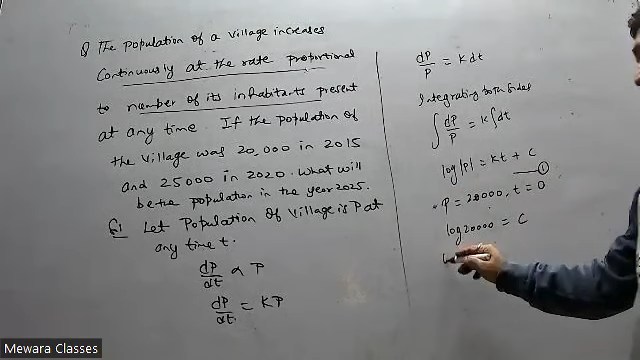 Q The population of a village increases
Continuously at the rate proportional
to number of its inhabitants present
at any time. If the population of
the village was 20,000 in 2015
and 25000 in 2020. What will
be the population in the year 2025.
Let Population of village is P at
any time t.
dP/dt ∝ P
dP/dt = KP
dP/P = K dt
Integrating both sides
∫ dP/P = K∫dt
log|P| = Kt + C
①
P = 20000, t = 0
log 20000 = C
Mewara Classes